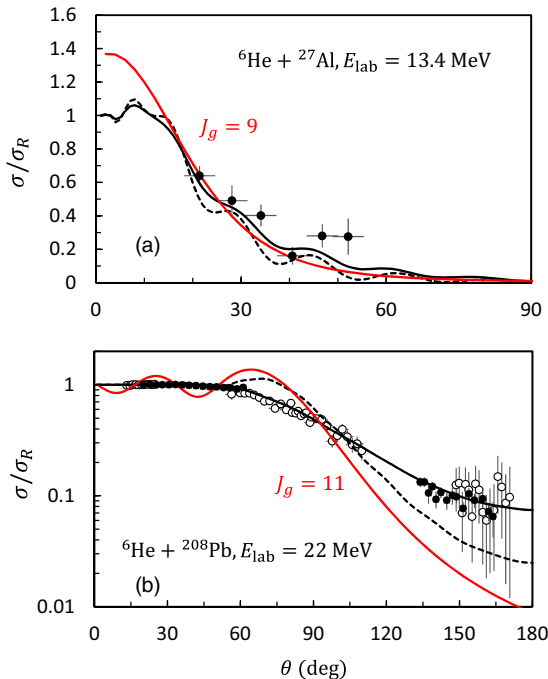 1.6
1.4
1.2
1
0.8
0.6
0.4
0.2
0
σ/σ_R
⁶He + ²⁷Al, E_lab = 13.4 MeV
J_g = 9
(a)
0 30 60 90
1
0.1
0.01
σ/σ_R
J_g = 11
⁶He + ²⁰⁸Pb, E_lab = 22 MeV
(b)
0 30 60 90 120 150 180
θ (deg)